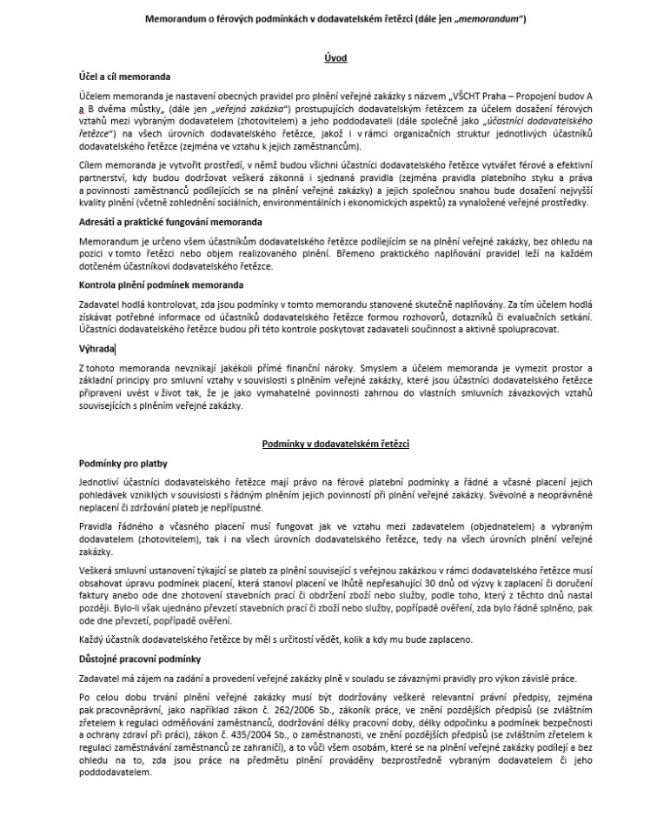 Memorandum o férových podmínkách v dodavatelském řetězci (dále jen „memorandum“)
Úvod
Účel a cíl memoranda
Účelem memoranda je nastavení obecných pravidel pro plnění veřejné zakázky s názvem „VŠCHT Praha – Propojení budov A
a B dvěma můstky„ (dále jen „veřejná zakázka“) prostupujících dodavatelským řetězcem za účelem dosažení férových
vztahů mezi vybraným dodavatelem (zhotovitelem) a jeho poddodavateli (dále společně jako „účastníci dodavatelského
řetězce“) na všech úrovních dodavatelského řetězce, jakož i v rámci organizačních struktur jednotlivých účastníků
dodavatelského řetězce (zejména ve vztahu k jejich zaměstnancům).
Cílem memoranda je vytvořit prostředí, v němž budou všichni účastníci dodavatelského řetězce vytvářet férové a efektivní
partnerství, kdy budou dodržovat veškerá zákonná i sjednaná pravidla (zejména pravidla platebního styku a práva
a povinnosti zaměstnanců podílejících se na plnění veřejné zakázky) a jejich společnou snahou bude dosažení nejvyšší
kvality plnění (včetně zohlednění sociálních, environmentálních i ekonomických aspektů) za vynaložené veřejné prostředky.
Adresáti a praktické fungování memoranda
Memorandum je určeno všem účastníkům dodavatelského řetězce podílejícím se na plnění veřejné zakázky, bez ohledu na
pozici v tomto řetězci nebo objem realizovaného plnění. Břemeno praktického naplňování pravidel leží na každém
dotčeném účastníkovi dodavatelského řetězce.
Kontrola plnění podmínek memoranda
Zadavatel hodlá kontrolovat, zda jsou podmínky v tomto memorandu stanovené skutečně naplňovány. Za tím účelem hodlá
získávat potřebné informace od účastníků dodavatelského řetězce formou rozhovorů, dotazníků či evaluačních setkání.
Účastníci dodavatelského řetězce budou při této kontrole poskytovat zadavateli součinnost a aktivně spolupracovat.
Výhrada
Z tohoto memoranda nevznikají jakékoli přímé finanční nároky. Smyslem a účelem memoranda je vymezit prostor a
základní principy pro smluvní vztahy v souvislosti s plněním veřejné zakázky, které jsou účastníci dodavatelského řetězce
připraveni uvést v život tak, že je jako vymahatelné povinnosti zahrnou do vlastních smluvních závazkových vztahů
souvisejících s plněním veřejné zakázky.
Podmínky v dodavatelském řetězci
Podmínky pro platby
Jednotliví účastníci dodavatelského řetězce mají právo na férové platební podmínky a řádné a včasné placení jejich
pohledávek vzniklých v souvislosti s řádným plněním jejich povinností při plnění veřejné zakázky. Svévolné a neoprávněné
neplacení či zdržování plateb je nepřípustné.
Pravidla řádného a včasného placení musí fungovat jak ve vztahu mezi zadavatelem (objednatelem) a vybraným
dodavatelem (zhotovitelem), tak i na všech úrovních dodavatelského řetězce, tedy na všech úrovních plnění veřejné
zakázky.
Veškerá smluvní ustanovení týkající se plateb za plnění související s veřejnou zakázkou v rámci dodavatelského řetězce musí
obsahovat úpravu podmínek placení, která stanoví placení ve lhůtě nepřesahující 30 dnů od výzvy k zaplacení či doručení
faktury anebo ode dne zhotovení stavebních prací či obdržení zboží nebo služby, podle toho, který z těchto dnů nastal
později. Bylo-li však ujednáno převzetí stavebních prací či zboží nebo služby, popřípadě ověření, zda bylo řádně splněno, pak
ode dne převzetí, popřípadě ověření.
Každý účastník dodavatelského řetězce by měl s určitostí vědět, kolik a kdy mu bude zaplaceno.
Důstojné pracovní podmínky
Zadavatel má zájem na zadání a provedení veřejné zakázky plně v souladu se závaznými pravidly pro výkon závislé práce.
Po celou dobu trvání plnění veřejné zakázky musí být dodržovány veškeré relevantní právní předpisy, zejména
pak pracovněprávní, jako například zákon č. 262/2006 Sb., zákoník práce, ve znění pozdějších předpisů (se zvláštním
zřetelem k regulaci odměňování zaměstnanců, dodržování délky pracovní doby, délky odpočinku a podmínek bezpečnosti
a ochrany zdraví při práci), zákon č. 435/2004 Sb., o zaměstnanosti, ve znění pozdějších předpisů (se zvláštním zřetelem k
regulaci zaměstnávání zaměstnanců ze zahraničí), a to vůči všem osobám, které se na plnění veřejné zakázky podílejí a bez
ohledu na to, zda jsou práce na předmětu plnění prováděny bezprostředně vybraným dodavatelem či jeho
poddodavatelem.